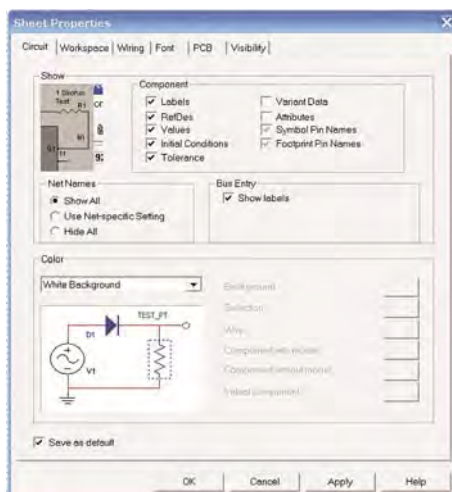 Sheet Properties
Circuit Workspace Wiring Font PCB Visibility
Show
Component
Labels
RefDes
Values
Initial Conditions
Tolerance
Variant Data
Attributes
Symbol Pin Names
Footprint Pin Names
Test
R1
Q1
Net Names
Show All
Use Net-specific Setting
Hide All
Bus Entry
Show labels
Color
White Background
D1
TEST_PT
V1
Background
Selection
Wire
Component with model
Component without model
Save as default
OK Cancel Apply Help